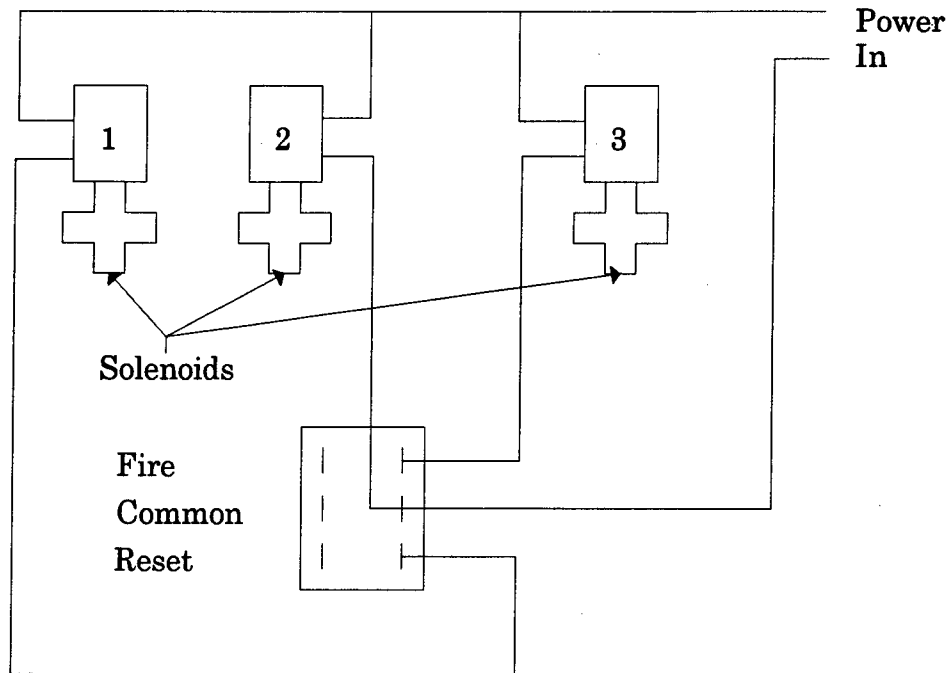 Power
In
1
2
3
Solenoids
Fire
Common
Reset